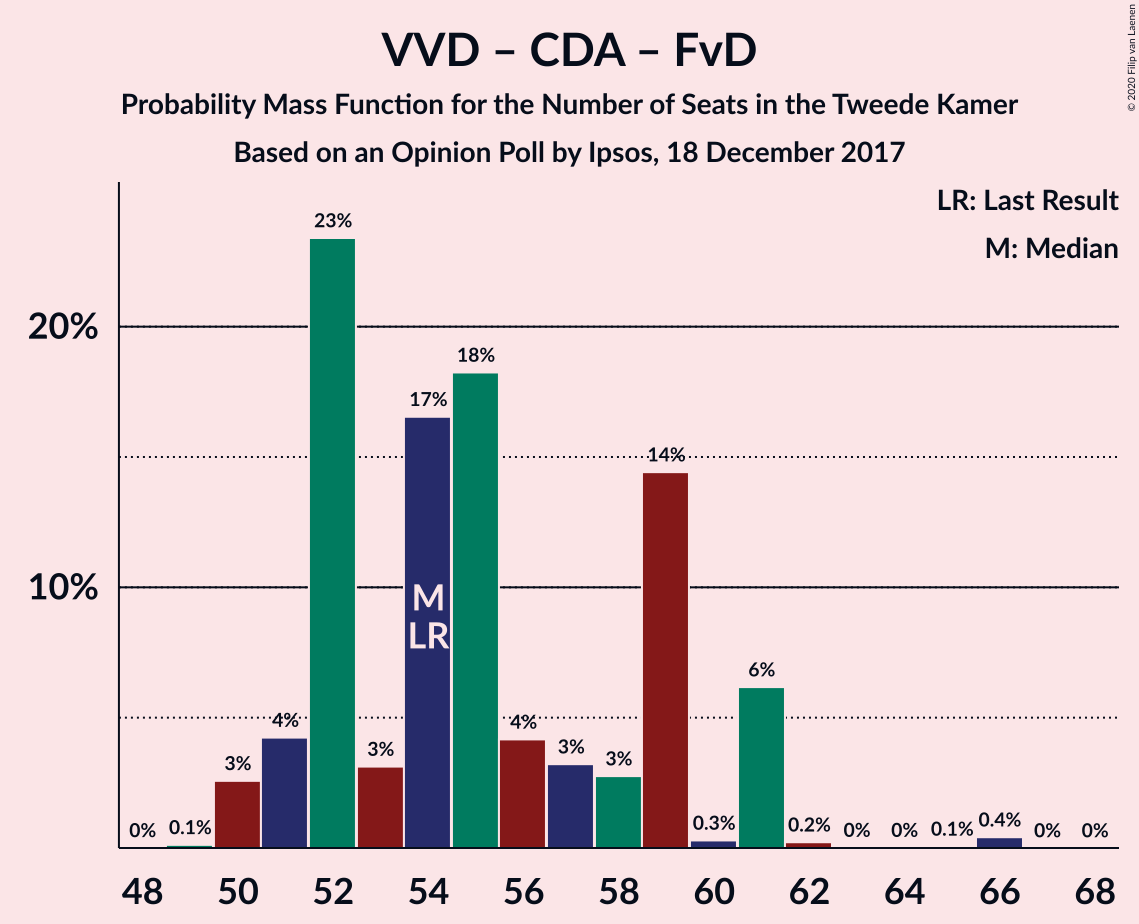 VVD – CDA – FvD
Probability Mass Function for the Number of Seats in the Tweede Kamer
Based on an Opinion Poll by Ipsos, 18 December 2017
© 2020 Filip van Laenen
LR: Last Result
M: Median
20%
10%
0%
0.1%
3%
4%
23%
3%
17%
18%
4%
3%
3%
14%
0.3%
6%
0.2%
0%
0%
0.1%
0.4%
0%
0%
M
LR
48 50 52 54 56 58 60 62 64 66 68